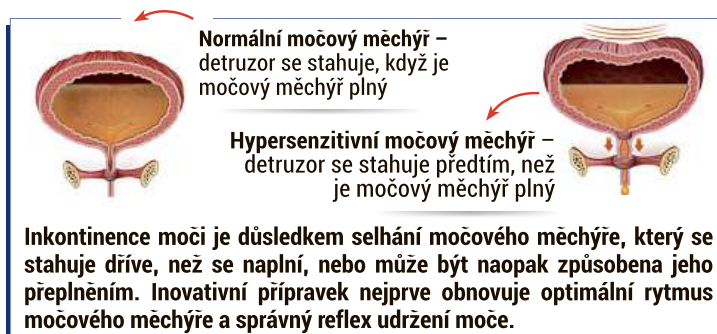 Normální močový měchýř –
detruzor se stahuje, když je
močový měchýř plný
Hypersenzitivní močový měchýř –
detruzor se stahuje předtím, než
je močový měchýř plný
Inkontinence moči je důsledkem selhání močového měchýře, který se
stahuje dříve, než se naplní, nebo může být naopak způsobena jeho
přeplněním. Inovativní přípravek nejprve obnovuje optimální rytmus
močového měchýře a správný reflex udržení moče.